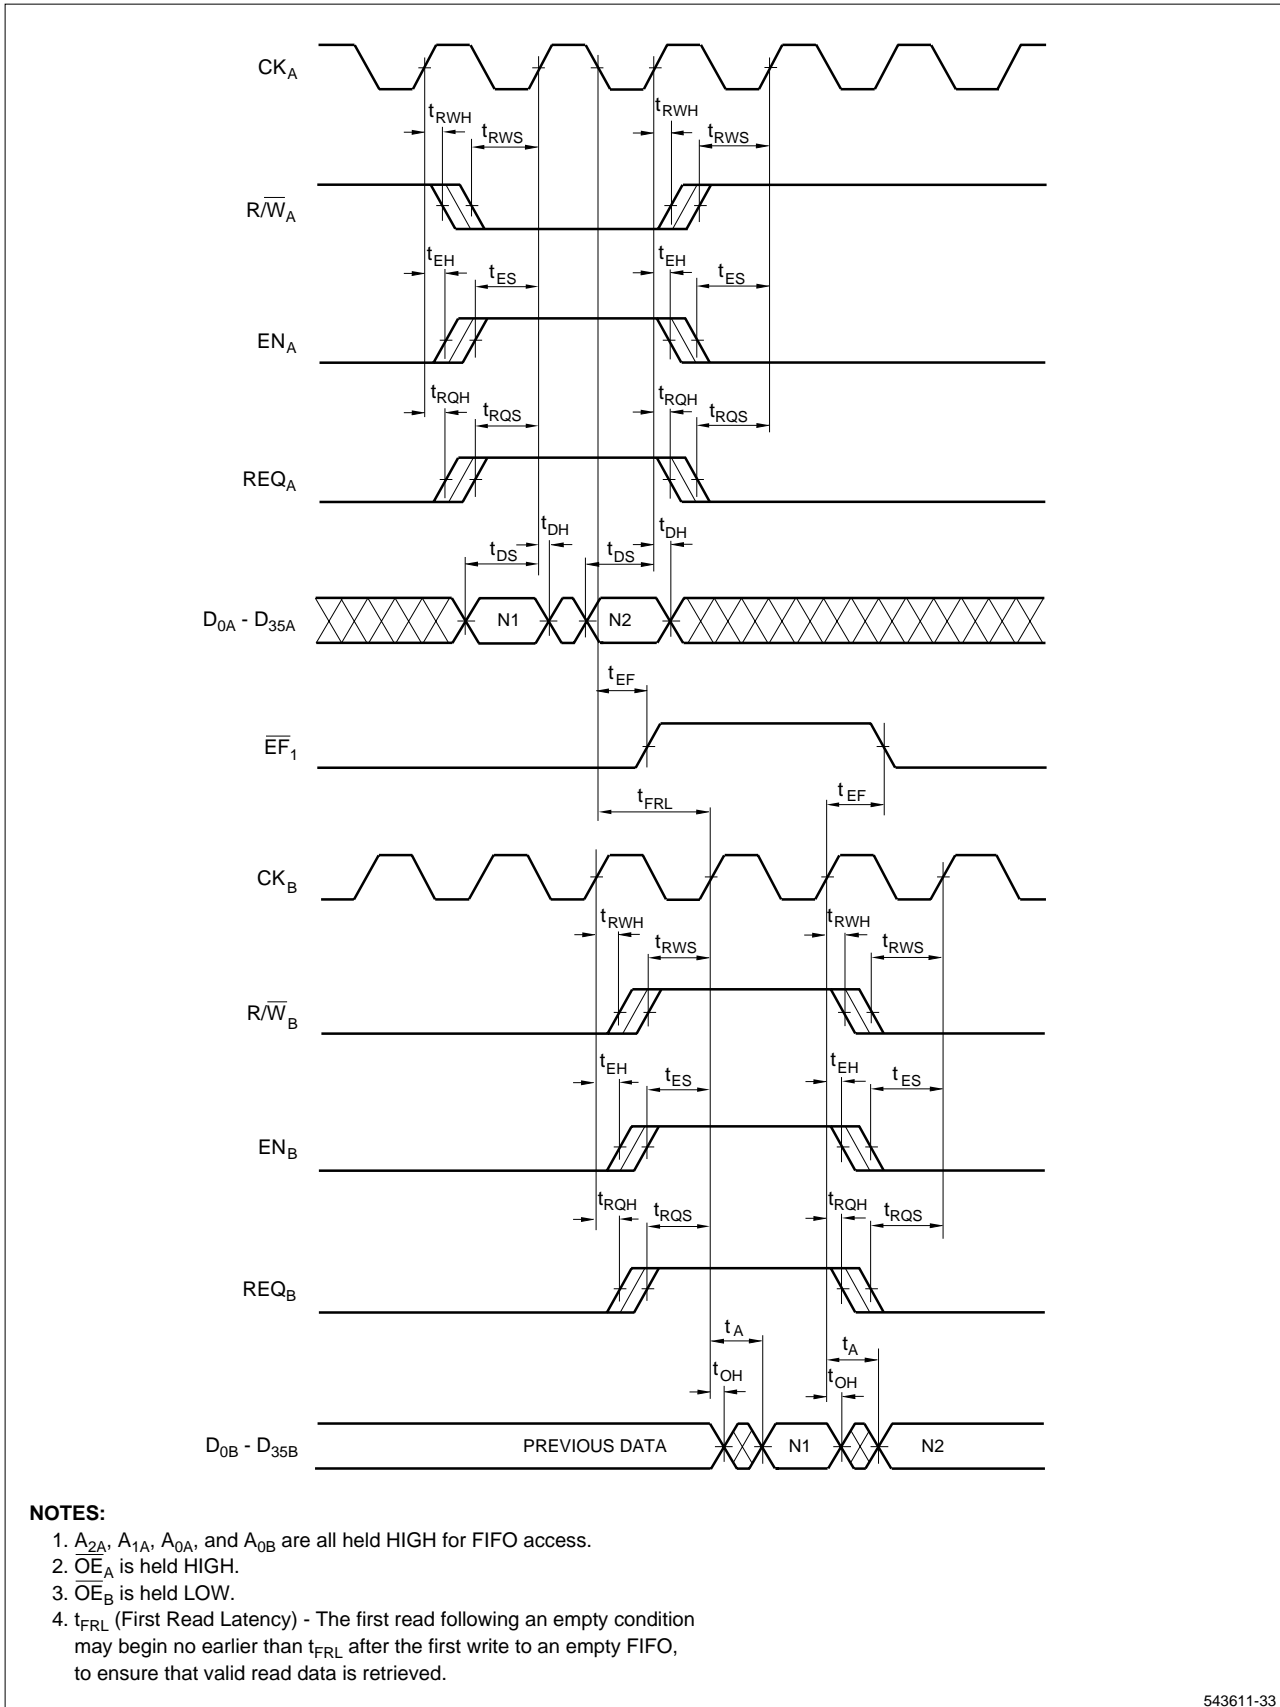 CK_A
t_RWH
t_RWH
t_RWS
t_RWS
R/W̅_A
t_EH
t_EH
t_ES
t_ES
EN_A
t_RQH
t_RQH
t_RQS
t_RQS
REQ_A
t_DH
t_DH
t_DS
t_DS
D_0A - D_35A
N1
N2
t_EF
E̅F̅_1
t_FRL
t_EF
CK_B
t_RWH
t_RWH
t_RWS
t_RWS
R/W̅_B
t_EH
t_EH
t_ES
t_ES
EN_B
t_RQH
t_RQH
t_RQS
t_RQS
REQ_B
t_A
t_A
t_OH
t_OH
D_0B - D_35B
PREVIOUS DATA
N1
N2
NOTES:
1. A_2A, A_1A, A_0A, and A_0B are all held HIGH for FIFO access.
2. O̅E̅_A is held HIGH.
3. O̅E̅_B is held LOW.
4. t_FRL (First Read Latency) - The first read following an empty condition
may begin no earlier than t_FRL after the first write to an empty FIFO,
to ensure that valid read data is retrieved.
543611-33